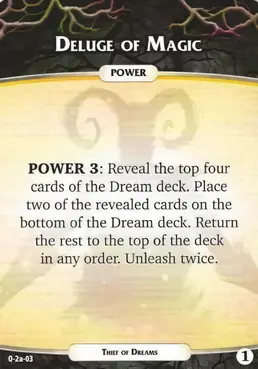 DELUGE OF MAGIC
POWER
POWER 3: Reveal the top four
cards of the Dream deck. Place
two of the revealed cards on the
bottom of the Dream deck. Return
the rest to the top of the deck
in any order. Unleash twice.
0-2a-03
THIEF OF DREAMS
1